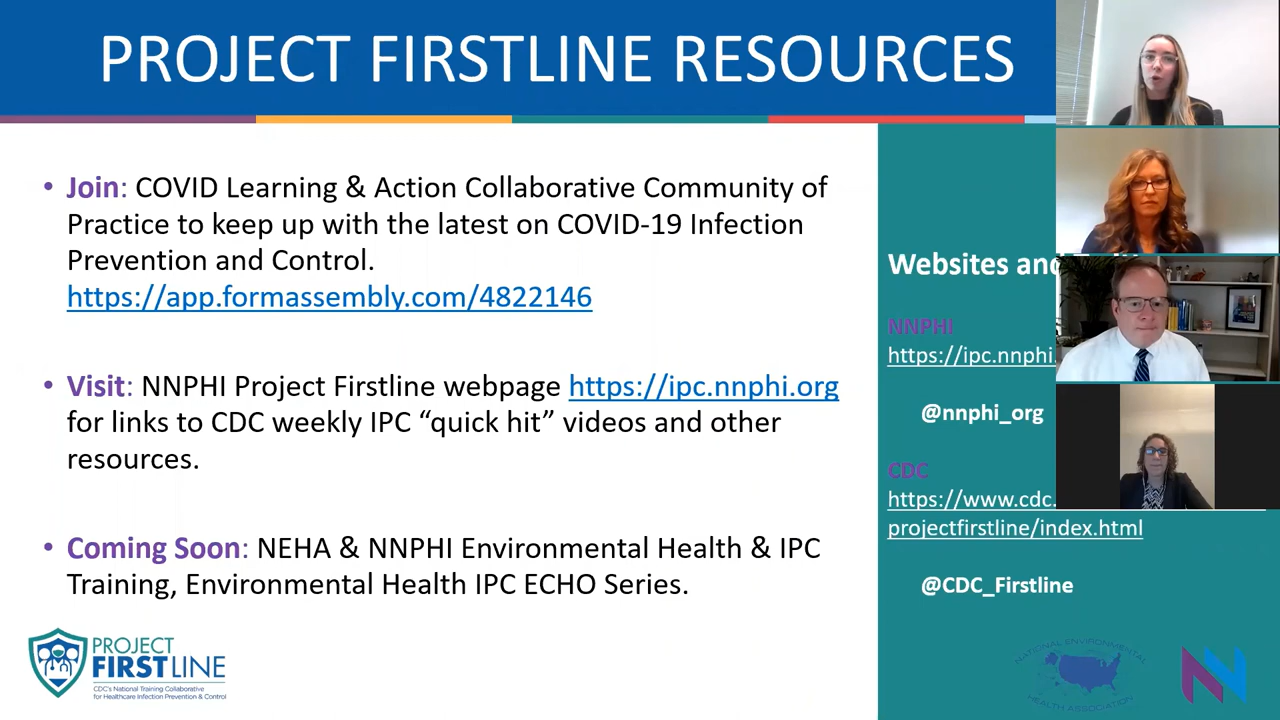 PROJECT FIRSTLINE RESOURCES
• Join: COVID Learning & Action Collaborative Community of
Practice to keep up with the latest on COVID-19 Infection
Prevention and Control.
https://app.formassembly.com/4822146
• Visit: NNPHI Project Firstline webpage https://ipc.nnphi.org
for links to CDC weekly IPC “quick hit” videos and other
resources.
• Coming Soon: NEHA & NNPHI Environmental Health & IPC
Training, Environmental Health IPC ECHO Series.
Websites and
NNPHI
https://ipc.nnphi.
@nnphi_org
CDC
https://www.cdc.
projectfirstline/index.html
@CDC_Firstline
PROJECT
FIRSTLINE
CDC's National Training Collaborative
for Healthcare Infection Prevention & Control
NATIONAL ENVIRONMENTAL
HEALTH ASSOCIATION